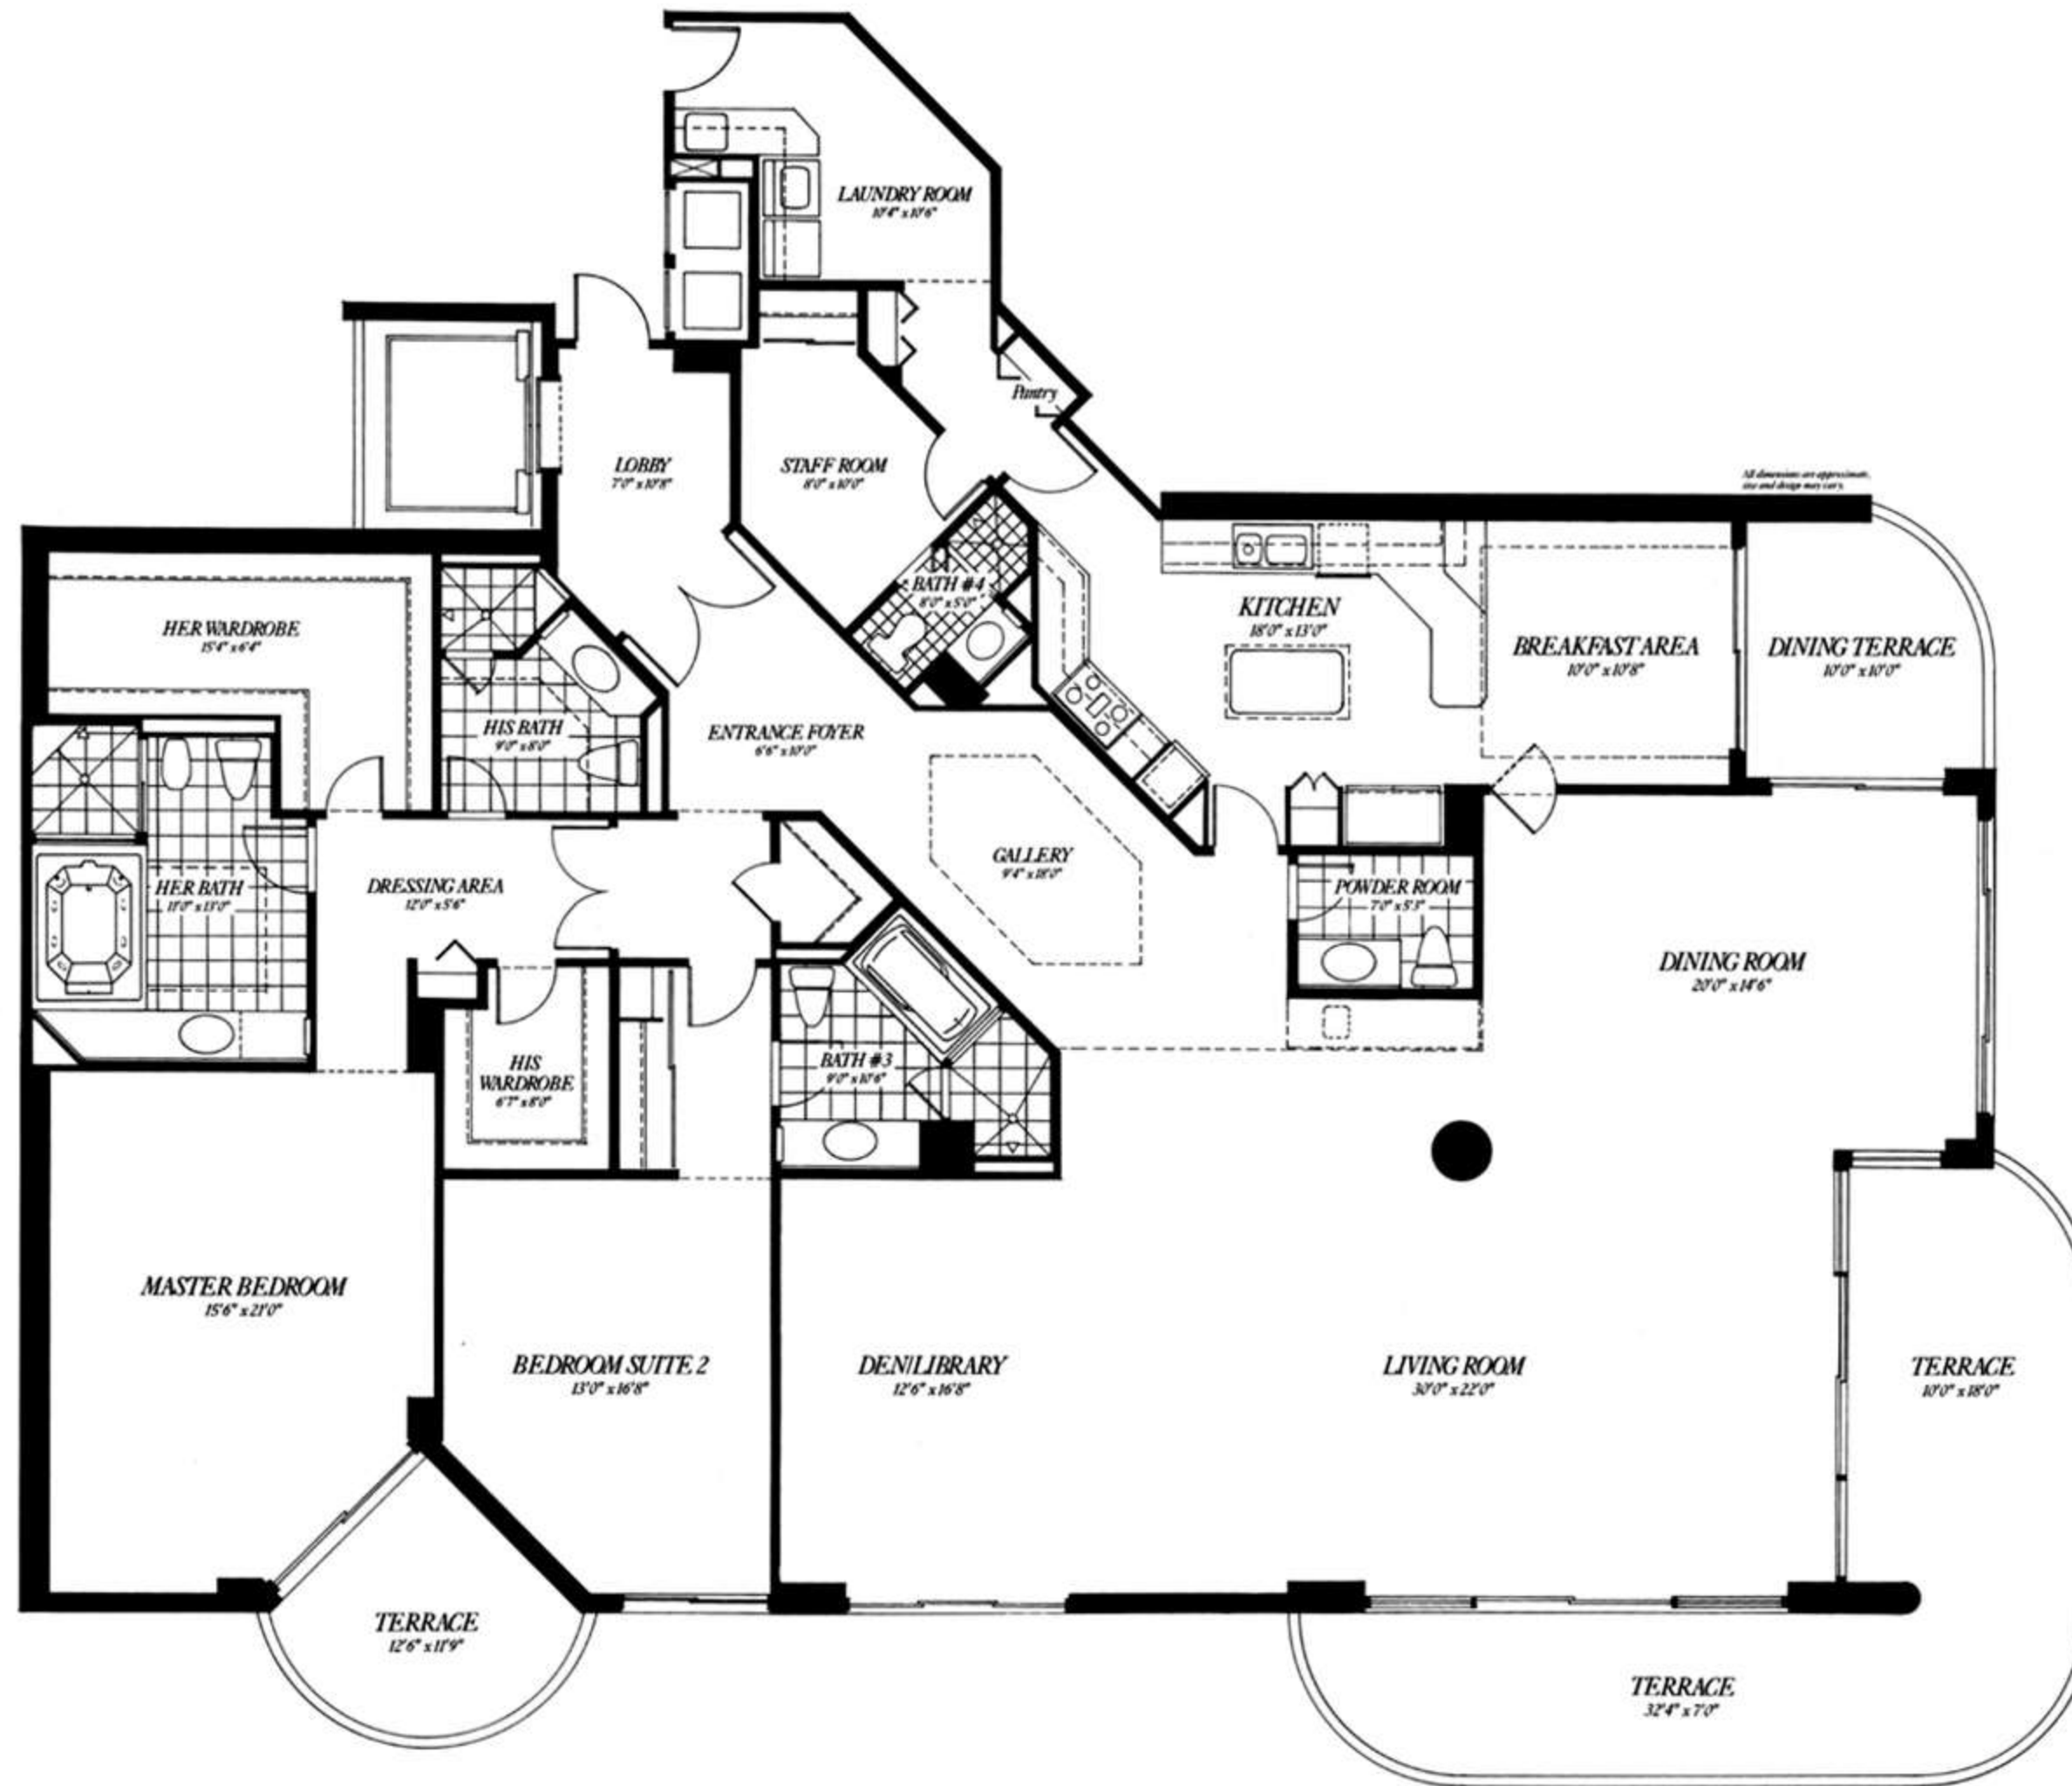 LAUNDRY ROOM
10'4" x 10'6"
Pantry
LOBBY
7'0" x 10'8"
STAFF ROOM
8'0" x 10'0"
All dimensions are approximate,
size and design may vary.
BATH #4
8'0" x 5'0"
KITCHEN
18'0" x 13'0"
BREAKFAST AREA
10'0" x 10'8"
DINING TERRACE
10'0" x 10'0"
HER WARDROBE
15'4" x 6'4"
HIS BATH
9'0" x 8'0"
ENTRANCE FOYER
6'6" x 10'0"
GALLERY
9'4" x 18'0"
HER BATH
11'0" x 13'0"
DRESSING AREA
12'0" x 5'6"
POWDER ROOM
7'0" x 5'3"
DINING ROOM
20'0" x 14'6"
HIS
WARDROBE
6'7" x 8'0"
BATH #3
9'0" x 10'6"
MASTER BEDROOM
15'6" x 21'0"
BEDROOM SUITE 2
13'0" x 16'8"
DEN/LIBRARY
12'6" x 16'8"
LIVING ROOM
30'0" x 22'0"
TERRACE
10'0" x 18'0"
TERRACE
12'6" x 11'9"
TERRACE
32'4" x 7'0"